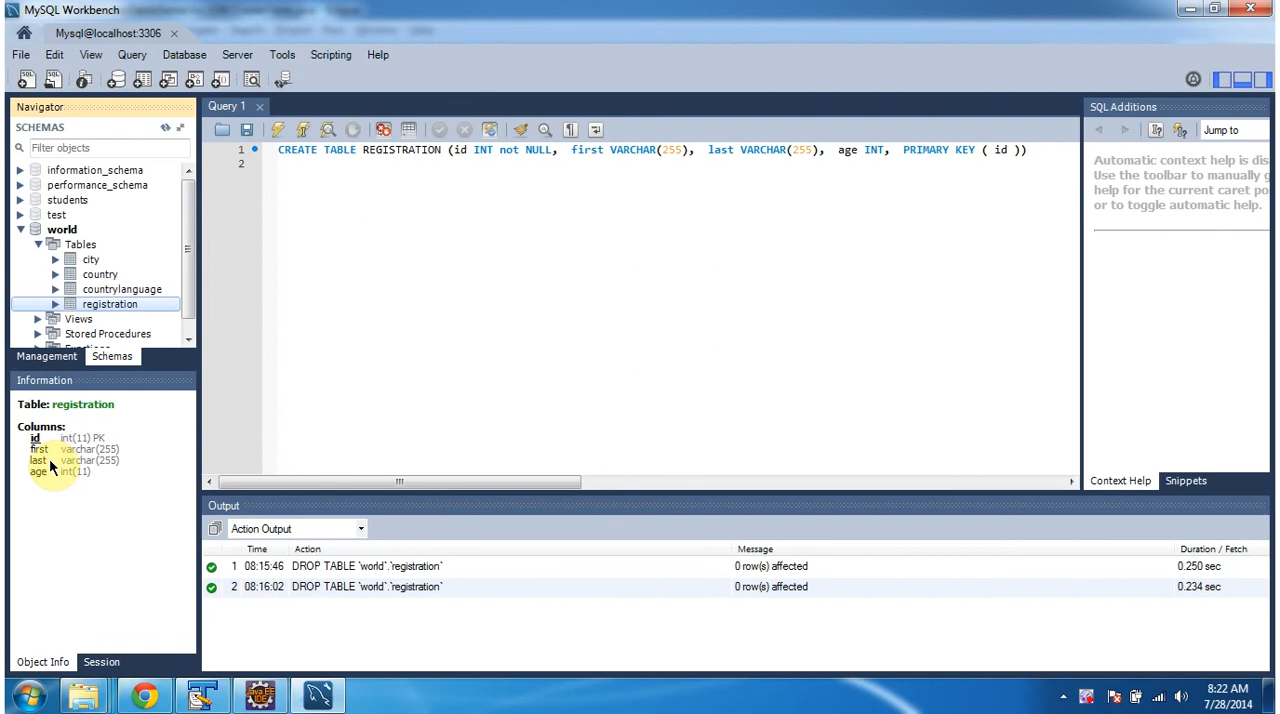 MySQL Workbench
Mysql@localhost:3306
File Edit View Query Database Server Tools Scripting Help
Navigator
SCHEMAS
Filter objects
information_schema
performance_schema
students
test
world
Tables
city
country
countrylanguage
registration
Views
Stored Procedures
Management Schemas
Information
Table: registration
Columns:
id int(11) PK
first varchar(255)
last varchar(255)
age int(11)
Object Info Session
Query 1
1 CREATE TABLE REGISTRATION (id INT not NULL, first VARCHAR(255), last VARCHAR(255), age INT, PRIMARY KEY ( id ))
2
SQL Additions
Jump to
Automatic context help is dis
Use the toolbar to manually g
help for the current caret pos
or to toggle automatic help.
Context Help Snippets
Output
Action Output
Time Action Message Duration / Fetch
1 08:15:46 DROP TABLE `world`.`registration` 0 row(s) affected 0.250 sec
2 08:16:02 DROP TABLE `world`.`registration` 0 row(s) affected 0.234 sec
Java EE
IDE
8:22 AM
7/28/2014